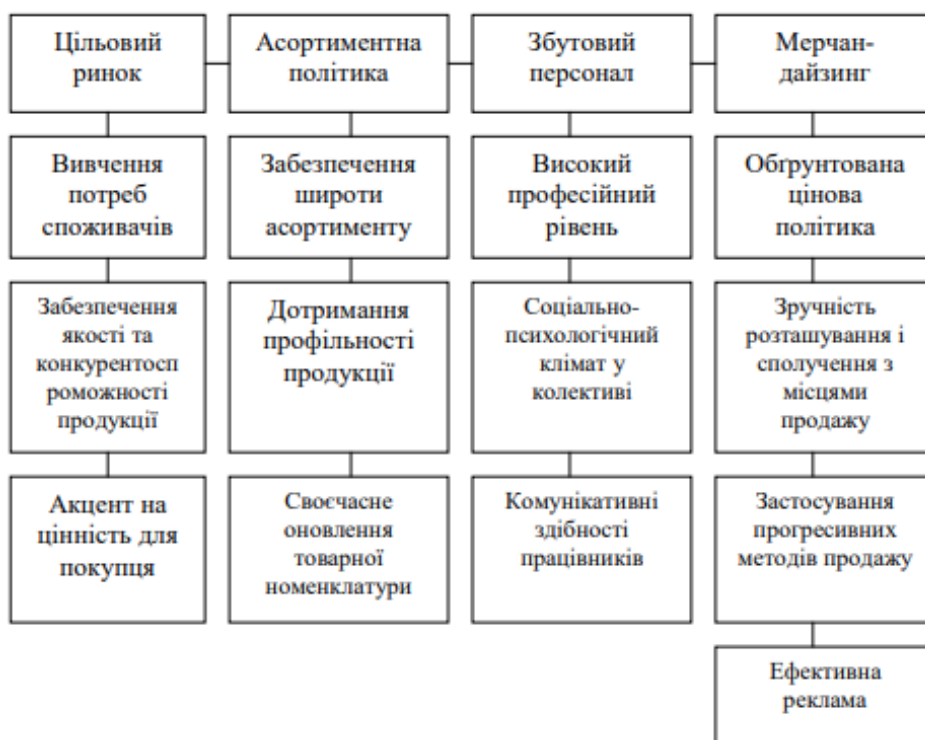 Цільовий
ринок
Асортиментна
політика
Збутовий
персонал
Мерчан-
дайзинг
Вивчення
потреб
споживачів
Забезпечення
широти
асортименту
Високий
професійний
рівень
Обґрунтована
цінова
політика
Забезпечення
якості та
конкурентосп
роможності
продукції
Дотримання
профільності
продукції
Соціально-
психологічний
клімат у
колективі
Зручність
розташування і
сполучення з
місцями
продажу
Акцент на
цінність для
покупця
Своєчасне
оновлення
товарної
номенклатури
Комунікативні
здібності
працівників
Застосування
прогресивних
методів продажу
Ефективна
реклама